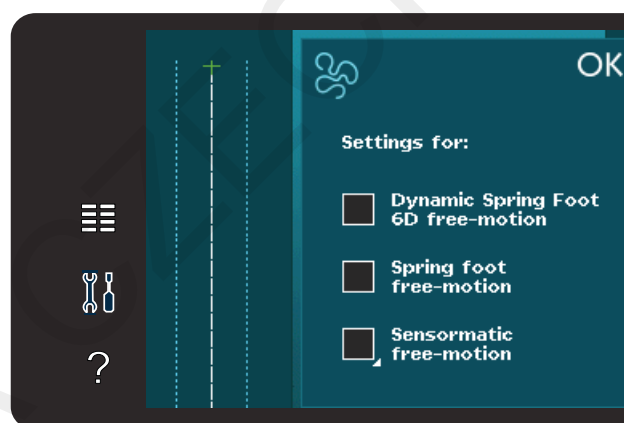 OK
Settings for:
Dynamic Spring Foot
6D free-motion
Spring foot
free-motion
Sensormatic
free-motion
?